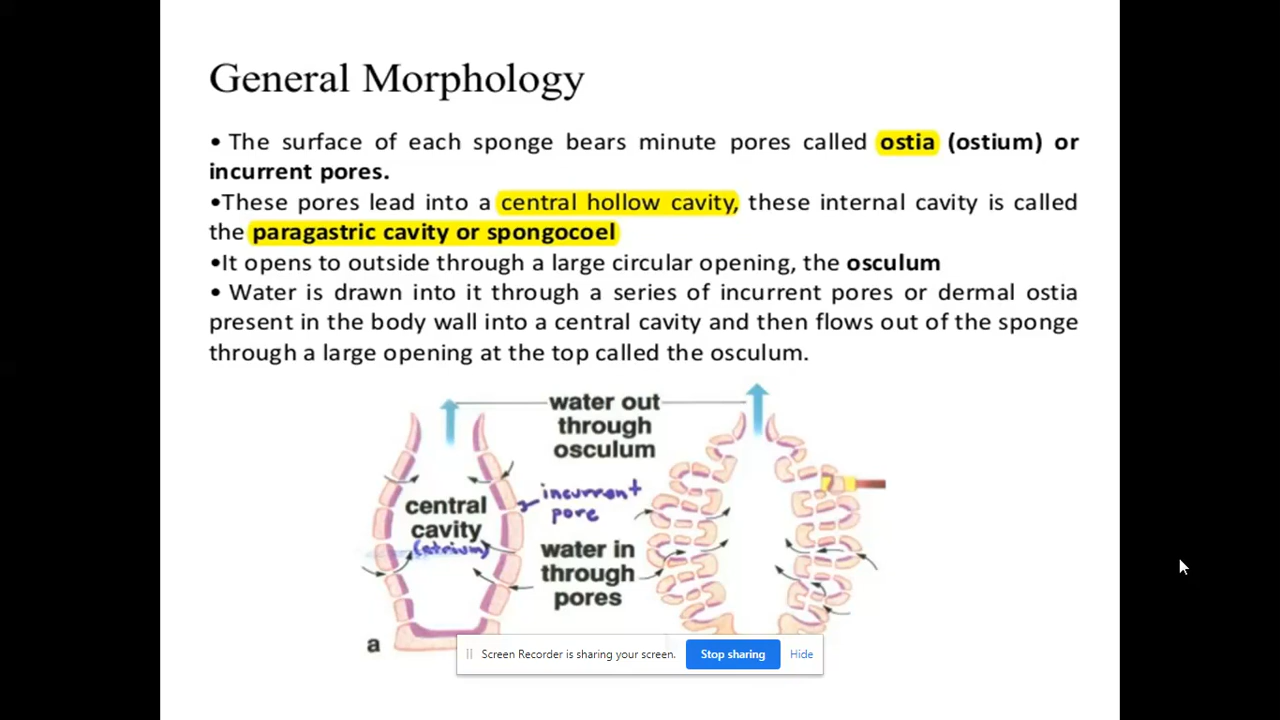 General Morphology
• The surface of each sponge bears minute pores called ostia (ostium) or
incurrent pores.
•These pores lead into a central hollow cavity, these internal cavity is called
the paragastric cavity or spongocoel
•It opens to outside through a large circular opening, the osculum
• Water is drawn into it through a series of incurrent pores or dermal ostia
present in the body wall into a central cavity and then flows out of the sponge
through a large opening at the top called the osculum.
water out
through
osculum
central
cavity
(atrium)
incurrent
pore
water in
through
pores
a
Screen Recorder is sharing your screen.
Stop sharing
Hide